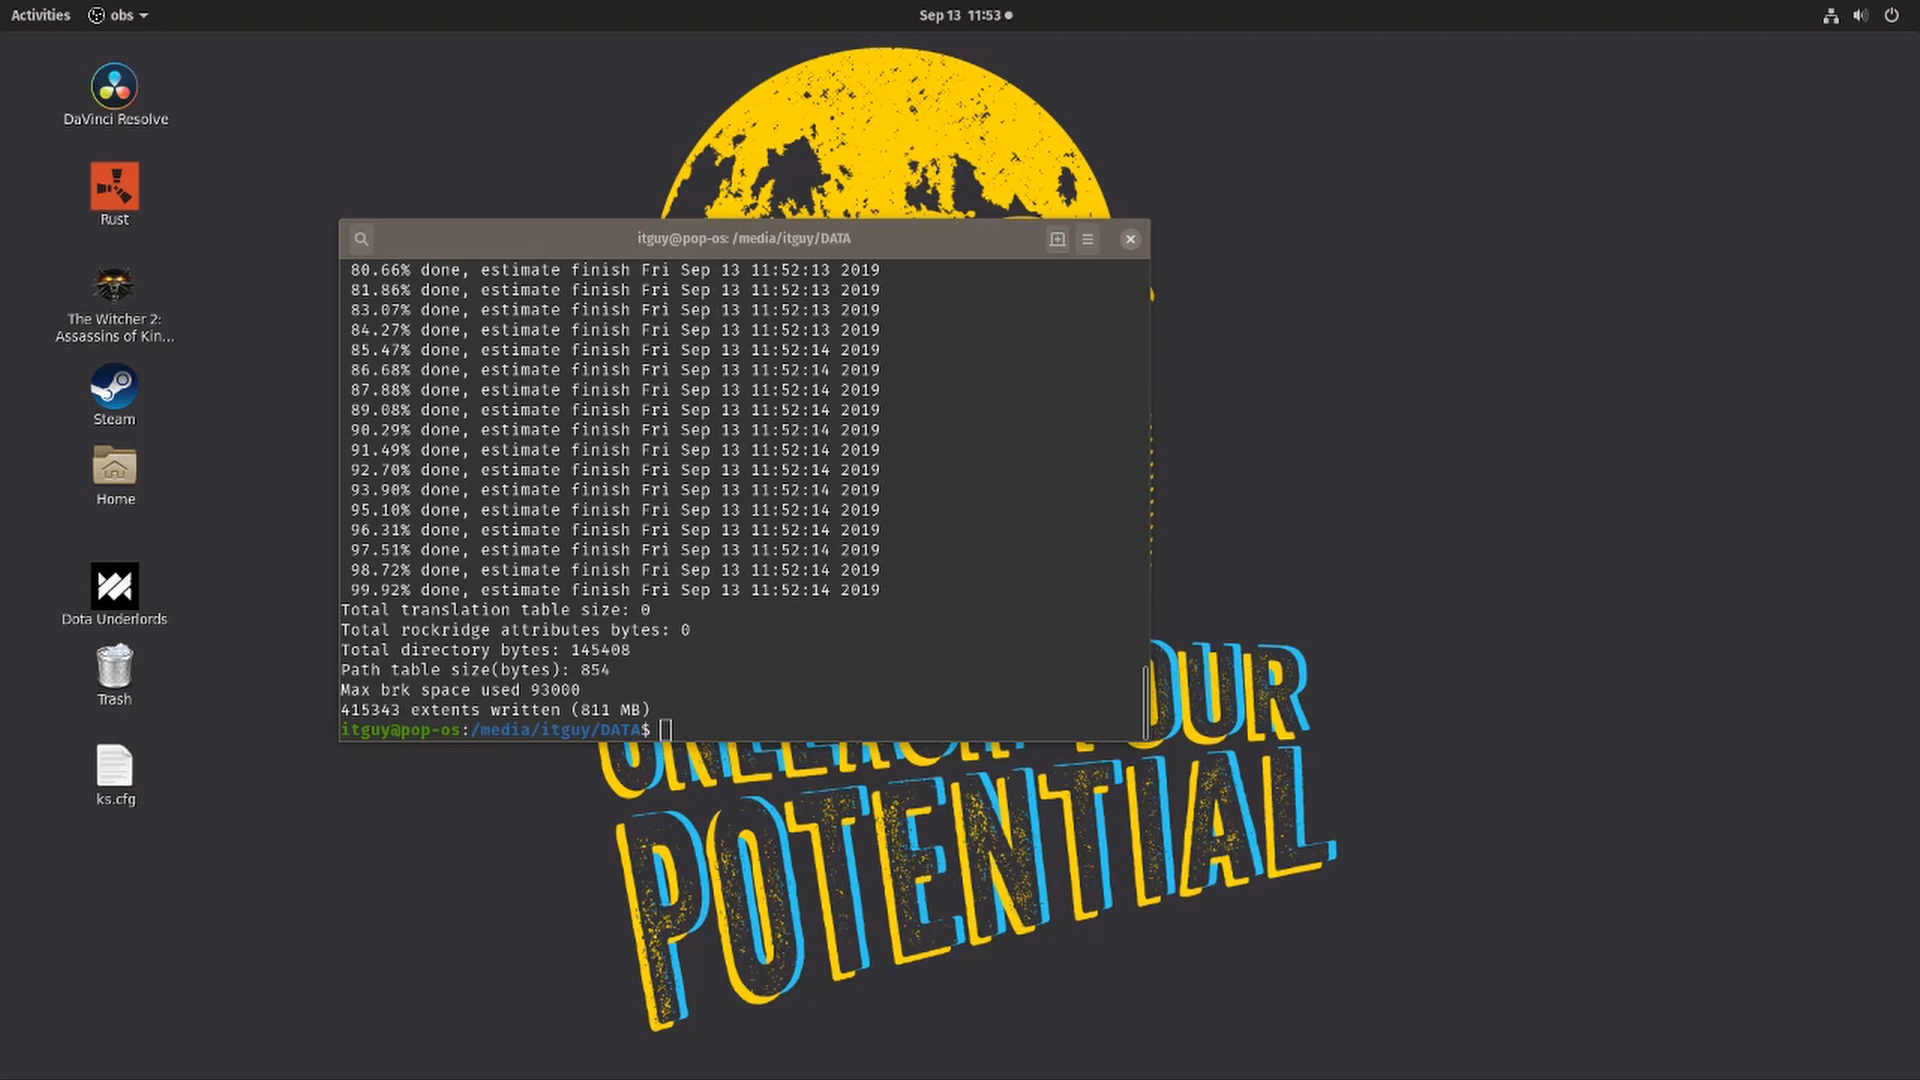 Activities
obs
Sep 13 11:53
DaVinci Resolve
Rust
The Witcher 2:
Assassins of Kin...
Steam
Home
Dota Underlords
Trash
ks.cfg
itguy@pop-os: /media/itguy/DATA
80.66% done, estimate finish Fri Sep 13 11:52:13 2019
81.86% done, estimate finish Fri Sep 13 11:52:13 2019
83.07% done, estimate finish Fri Sep 13 11:52:13 2019
84.27% done, estimate finish Fri Sep 13 11:52:13 2019
85.47% done, estimate finish Fri Sep 13 11:52:14 2019
86.68% done, estimate finish Fri Sep 13 11:52:14 2019
87.88% done, estimate finish Fri Sep 13 11:52:14 2019
89.08% done, estimate finish Fri Sep 13 11:52:14 2019
90.29% done, estimate finish Fri Sep 13 11:52:14 2019
91.49% done, estimate finish Fri Sep 13 11:52:14 2019
92.70% done, estimate finish Fri Sep 13 11:52:14 2019
93.90% done, estimate finish Fri Sep 13 11:52:14 2019
95.10% done, estimate finish Fri Sep 13 11:52:14 2019
96.31% done, estimate finish Fri Sep 13 11:52:14 2019
97.51% done, estimate finish Fri Sep 13 11:52:14 2019
98.72% done, estimate finish Fri Sep 13 11:52:14 2019
99.92% done, estimate finish Fri Sep 13 11:52:14 2019
Total translation table size: 0
Total rockridge attributes bytes: 0
Total directory bytes: 145408
Path table size(bytes): 854
Max brk space used 93000
415343 extents written (811 MB)
itguy@pop-os:/media/itguy/DATA$
UNLEASH YOUR
POTENTIAL